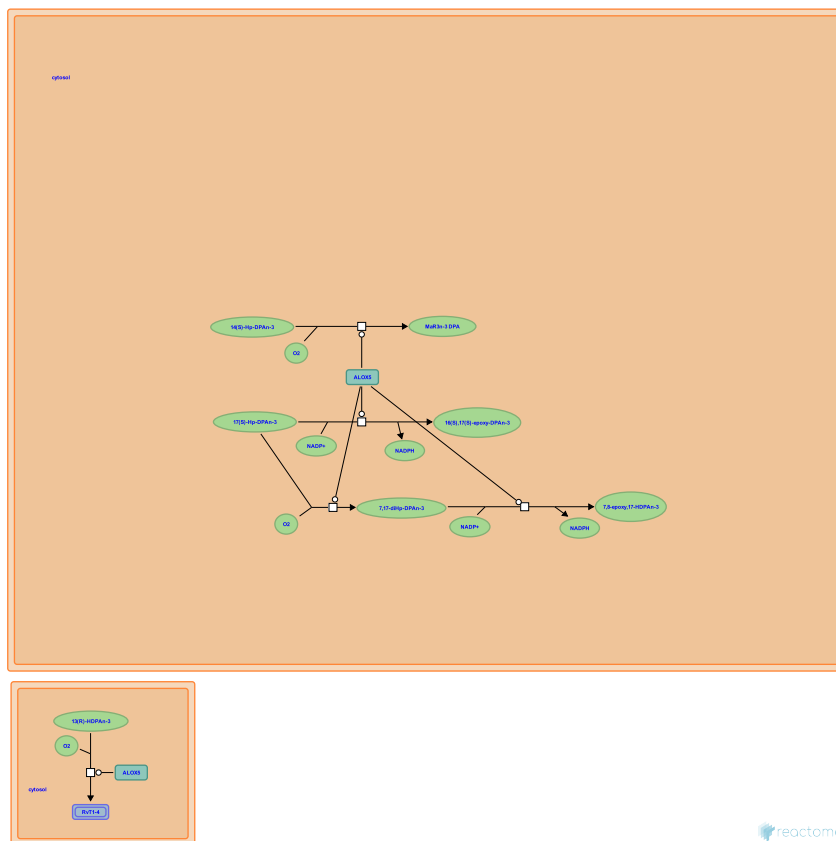 cytosol
14(S)-Hp-DPAn-3
MaR3n-3 DPA
O2
ALOX5
17(S)-Hp-DPAn-3
16(S),17(S)-epoxy-DPAn-3
NADP+
NADPH
7,17-diHp-DPAn-3
7,8-epoxy,17-HDPAn-3
O2
NADP+
NADPH
13(R)-HDPAn-3
O2
ALOX5
cytosol
RvT1-4
reactom